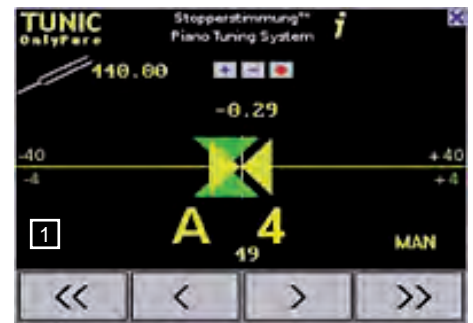 TUNIC Stopperstimmung™ i
OnlyPure Piano Tuning System
440.00 + -
-0.29
-40 +40
-4 +4
1 A 4 MAN
49
<< < > >>